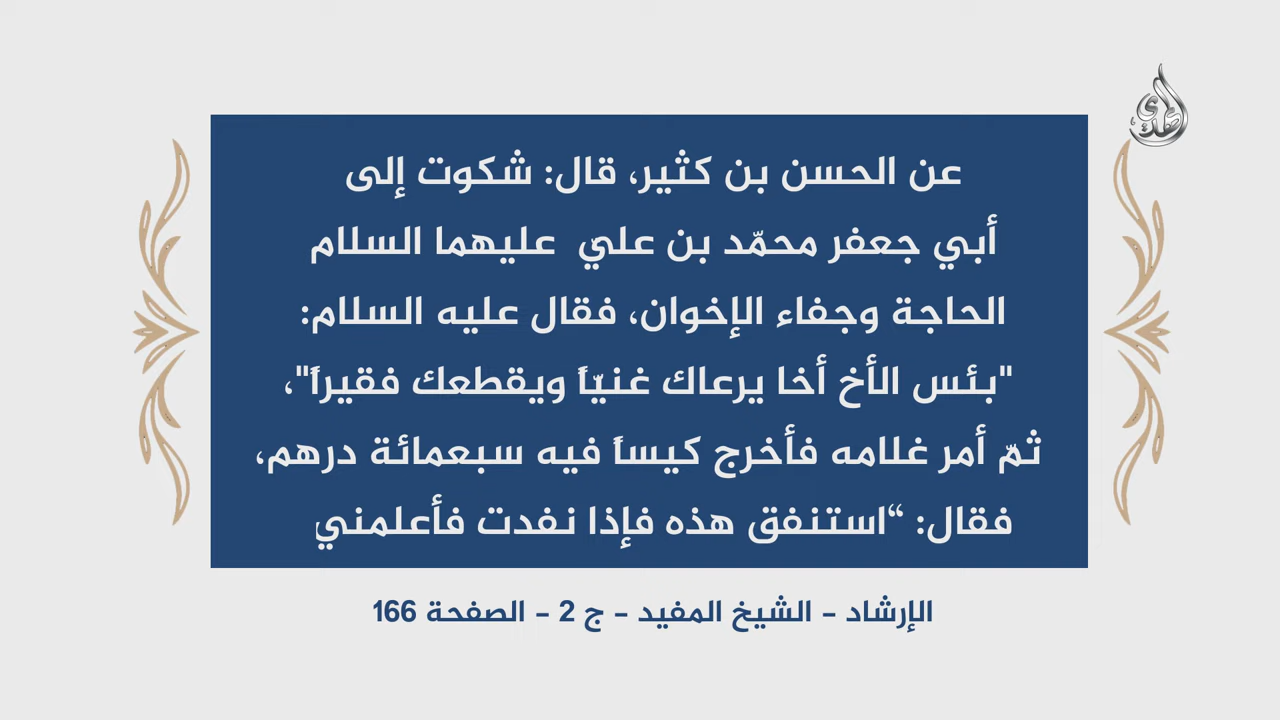 الهدى
عن الحسن بن كثير، قال: شكوت إلى
أبي جعفر محمّد بن علي عليهما السلام
الحاجة وجفاء الإخوان، فقال عليه السلام:
"بئس الأخ أخا يرعاك غنيّاً ويقطعك فقيراً"،
ثمّ أمر غلامه فأخرج كيساً فيه سبعمائة درهم،
فقال: “استنفق هذه فإذا نفدت فأعلمني
الإرشاد – الشيخ المفيد – ج 2 – الصفحة 166